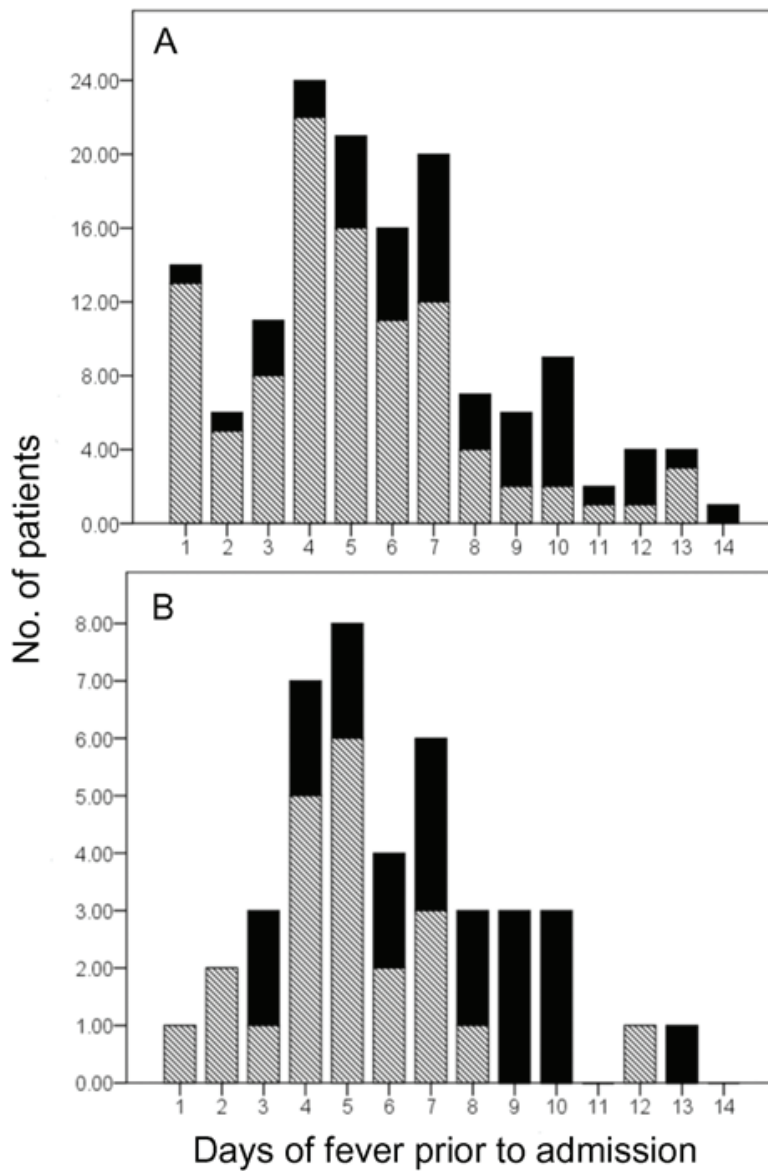 A
24.00
20.00
16.00
12.00
8.00
4.00
0.00
1 2 3 4 5 6 7 8 9 10 11 12 13 14
No. of patients
B
8.00
7.00
6.00
5.00
4.00
3.00
2.00
1.00
0.00
1 2 3 4 5 6 7 8 9 10 11 12 13 14
Days of fever prior to admission